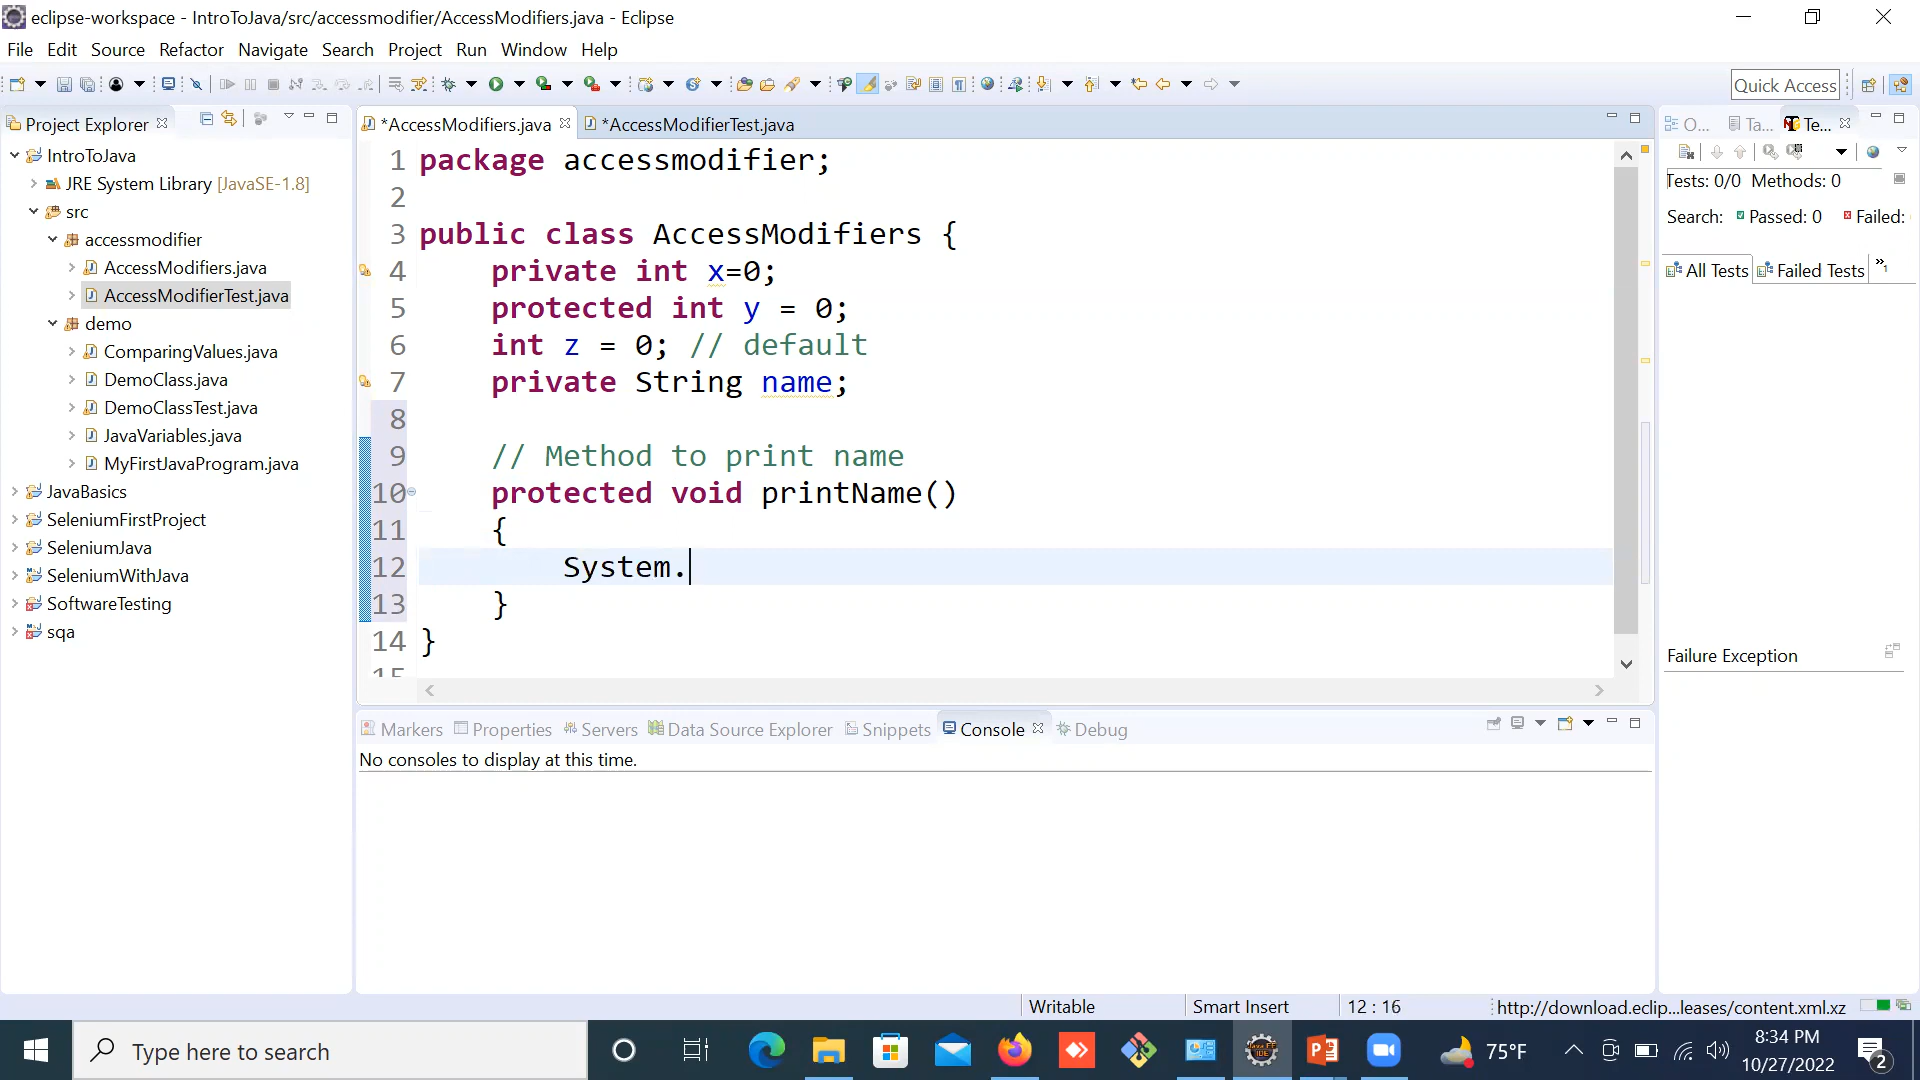 eclipse-workspace - IntroToJava/src/accessmodifier/AccessModifiers.java - Eclipse
File Edit Source Refactor Navigate Search Project Run Window Help
Quick Access
Project Explorer
*AccessModifiers.java
*AccessModifierTest.java
O...
Ta...
Te...
IntroToJava
JRE System Library [JavaSE-1.8]
src
accessmodifier
AccessModifiers.java
AccessModifierTest.java
demo
ComparingValues.java
DemoClass.java
DemoClassTest.java
JavaVariables.java
MyFirstJavaProgram.java
JavaBasics
SeleniumFirstProject
SeleniumJava
SeleniumWithJava
SoftwareTesting
sqa
1 package accessmodifier;
2
3 public class AccessModifiers {
4 private int x=0;
5 protected int y = 0;
6 int z = 0; // default
7 private String name;
8
9 // Method to print name
10 protected void printName()
11 {
12 System.
13 }
14 }
15
Tests: 0/0 Methods: 0
Search: Passed: 0 Failed:
All Tests Failed Tests »1
Failure Exception
Markers Properties Servers Data Source Explorer Snippets Console Debug
No consoles to display at this time.
Writable Smart Insert 12 : 16 http://download.eclip...leases/content.xml.xz
Type here to search
75°F
8:34 PM
10/27/2022
2